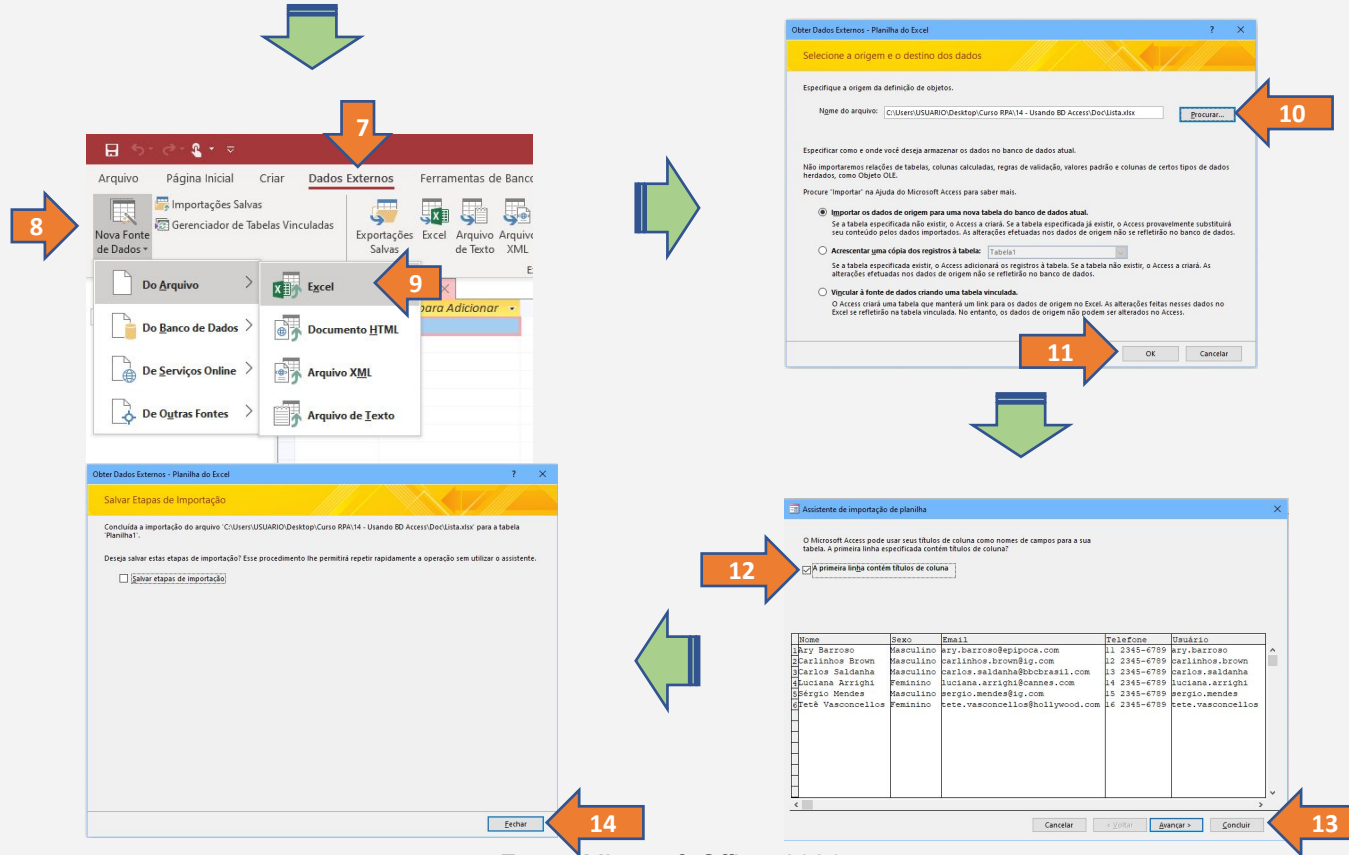 7
Arquivo Página Inicial Criar Dados Externos Ferramentas de Banco
8
Nova Fonte
de Dados
Importações Salvas
Gerenciador de Tabelas Vinculadas
Exportações
Salvas
Excel
Arquivo
de Texto
Arquivo
XML
E
Do Arquivo
Do Banco de Dados
De Serviços Online
De Outras Fontes
Excel
9
Documento HTML
Arquivo XML
Arquivo de Texto
para Adicionar
Obter Dados Externos - Planilha do Excel
? X
Selecione a origem e o destino dos dados
Especifique a origem da definição de objetos.
Nome do arquivo: C:\Users\USUARIO\Desktop\Curso RPA\14 - Usando BD Access\Doc\Lista.xlsx Procurar...
10
Especificar como e onde você deseja armazenar os dados no banco de dados atual.
Não importaremos relações de tabelas, colunas calculadas, regras de validação, valores padrão e colunas de certos tipos de dados
herdados, como Objeto OLE.
Procure "Importar" na Ajuda do Microsoft Access para saber mais.
Importar os dados de origem para uma nova tabela do banco de dados atual.
Se a tabela especificada não existir, o Access a criará. Se a tabela especificada já existir, o Access provavelmente substituirá
seu conteúdo pelos dados importados. As alterações efetuadas nos dados de origem não se refletirão no banco de dados.
Acrescentar uma cópia dos registros à tabela: Tabela1
Se a tabela especificada existir, o Access adicionará os registros à tabela. Se a tabela não existir, o Access a criará. As
alterações efetuadas nos dados de origem não se refletirão no banco de dados.
Vincular à fonte de dados criando uma tabela vinculada.
O Access criará uma tabela que manterá um link para os dados de origem no Excel. As alterações feitas nesses dados no
Excel se refletirão na tabela vinculada. No entanto, os dados de origem não podem ser alterados no Access.
11
OK Cancelar
Assistente de importação de planilha
O Microsoft Access pode usar seus títulos de coluna como nomes de campos para a sua
tabela. A primeira linha especificada contém títulos de coluna?
12
A primeira linha contém títulos de coluna
Nome Sexo Email Telefone Usuário
1 Ary Barroso Masculino ary.barroso@epipoca.com 11 2345-6789 ary.barroso
2 Carlinhos Brown Masculino carlinhos.brown@ig.com 12 2345-6789 carlinhos.brown
3 Carlos Saldanha Masculino carlos.saldanha@bbcbrasil.com 13 2345-6789 carlos.saldanha
4 Luciana Arrighi Feminino luciana.arrighi@cannes.com 14 2345-6789 luciana.arrighi
5 Sérgio Mendes Masculino sergio.mendes@ig.com 15 2345-6789 sergio.mendes
6 Tetê Vasconcellos Feminino tete.vasconcellos@hollywood.com 16 2345-6789 tete.vasconcellos
Cancelar < Voltar Avançar > Concluir
13
Obter Dados Externos - Planilha do Excel
? X
Salvar Etapas de Importação
Concluída a importação do arquivo 'C:\Users\USUARIO\Desktop\Curso RPA\14 - Usando BD Access\Doc\Lista.xlsx' para a tabela
'Planilha1'.
Deseja salvar estas etapas de importação? Esse procedimento lhe permitirá repetir rapidamente a operação sem utilizar o assistente.
Salvar etapas de importação
Fechar
14